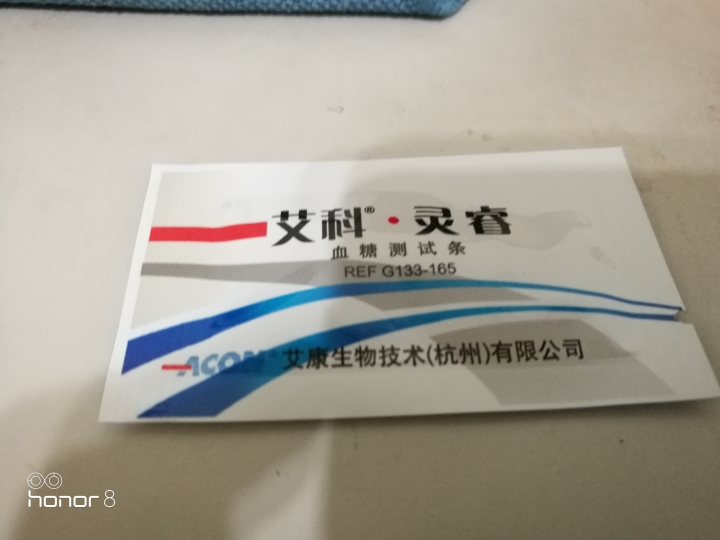 艾科®·灵睿
血糖测试条
REF G133-165
ACON® 艾康生物技术(杭州)有限公司
honor 8